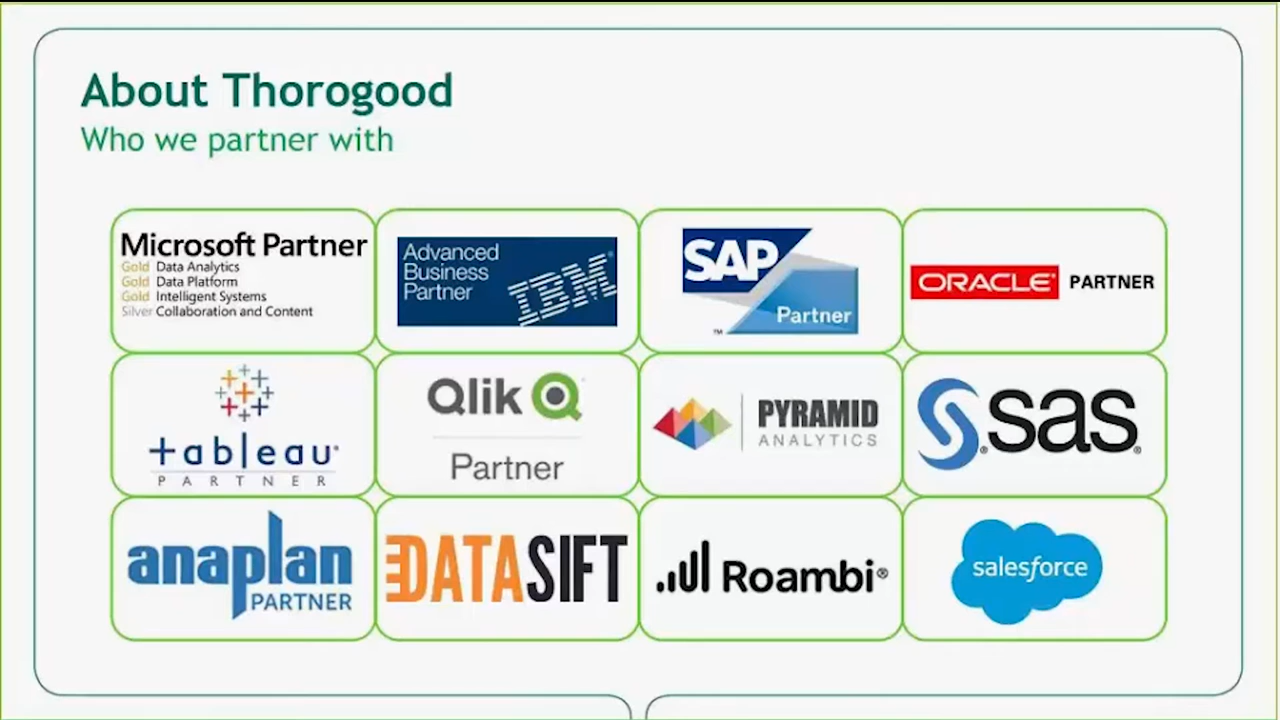 About Thorogood
Who we partner with
Microsoft Partner
Gold Data Analytics
Gold Data Platform
Gold Intelligent Systems
Silver Collaboration and Content
Advanced
Business
Partner
IBM®
SAP
Partner
™
ORACLE® PARTNER
+ableau®
PARTNER
Qlik
Partner
PYRAMID
ANALYTICS
®sas®
anaplan
PARTNER
DATASIFT
Roambi®
salesforce